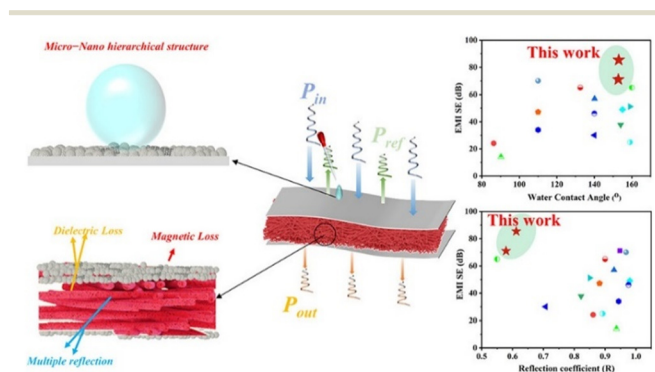 Micro-Nano hierarchical structure
P_in
P_ref
Dielectric Loss
Magnetic Loss
Multiple reflection
P_out
This work
EMI SE (dB)
100
80
60
40
20
0
80
100
120
140
160
Water Contact Angle (°)
This work
EMI SE (dB)
100
80
60
40
20
0
0.5
0.6
0.7
0.8
0.9
1.0
Reflection coefficient (R)